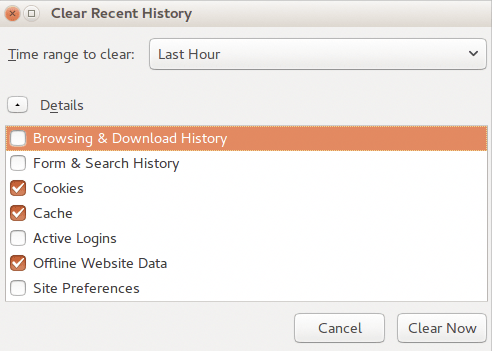 Clear Recent History
Time range to clear: Last Hour
Details
Browsing & Download History
Form & Search History
Cookies
Cache
Active Logins
Offline Website Data
Site Preferences
Cancel Clear Now